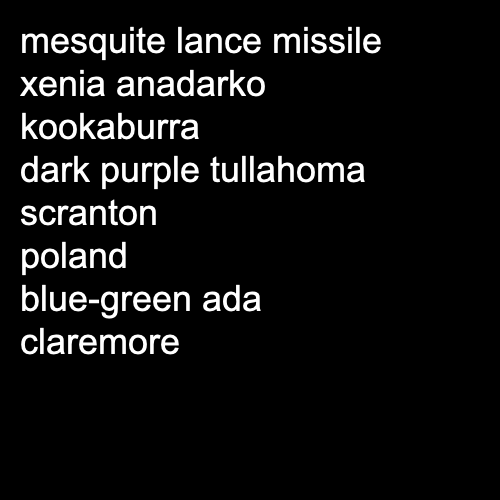 mesquite lance missile
xenia anadarko
kookaburra
dark purple tullahoma
scranton
poland
blue-green ada
claremore